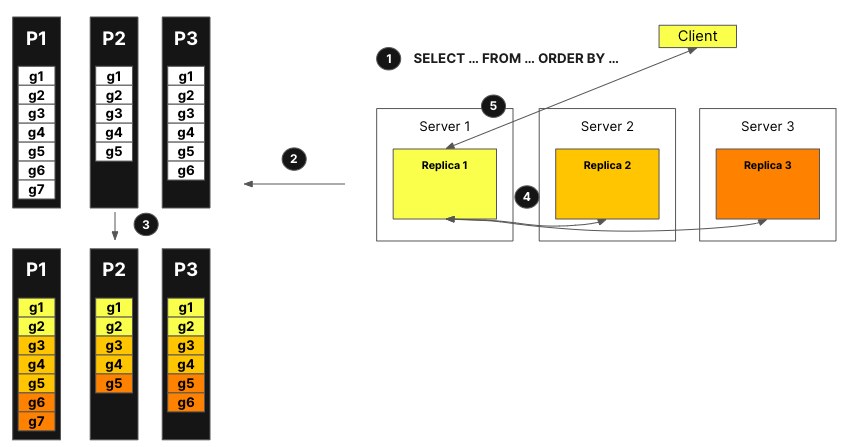 P1 P2 P3
g1 g1 g1
g2 g2 g2
g3 g3 g3
g4 g4 g4
g5 g5 g5
g6 g6
g7
Client
1 SELECT ... FROM ... ORDER BY ...
5
Server 1 Server 2 Server 3
Replica 1 Replica 2 Replica 3
2
4
3
P1 P2 P3
g1 g1 g1
g2 g2 g2
g3 g3 g3
g4 g4 g4
g5 g5 g5
g6 g6
g7